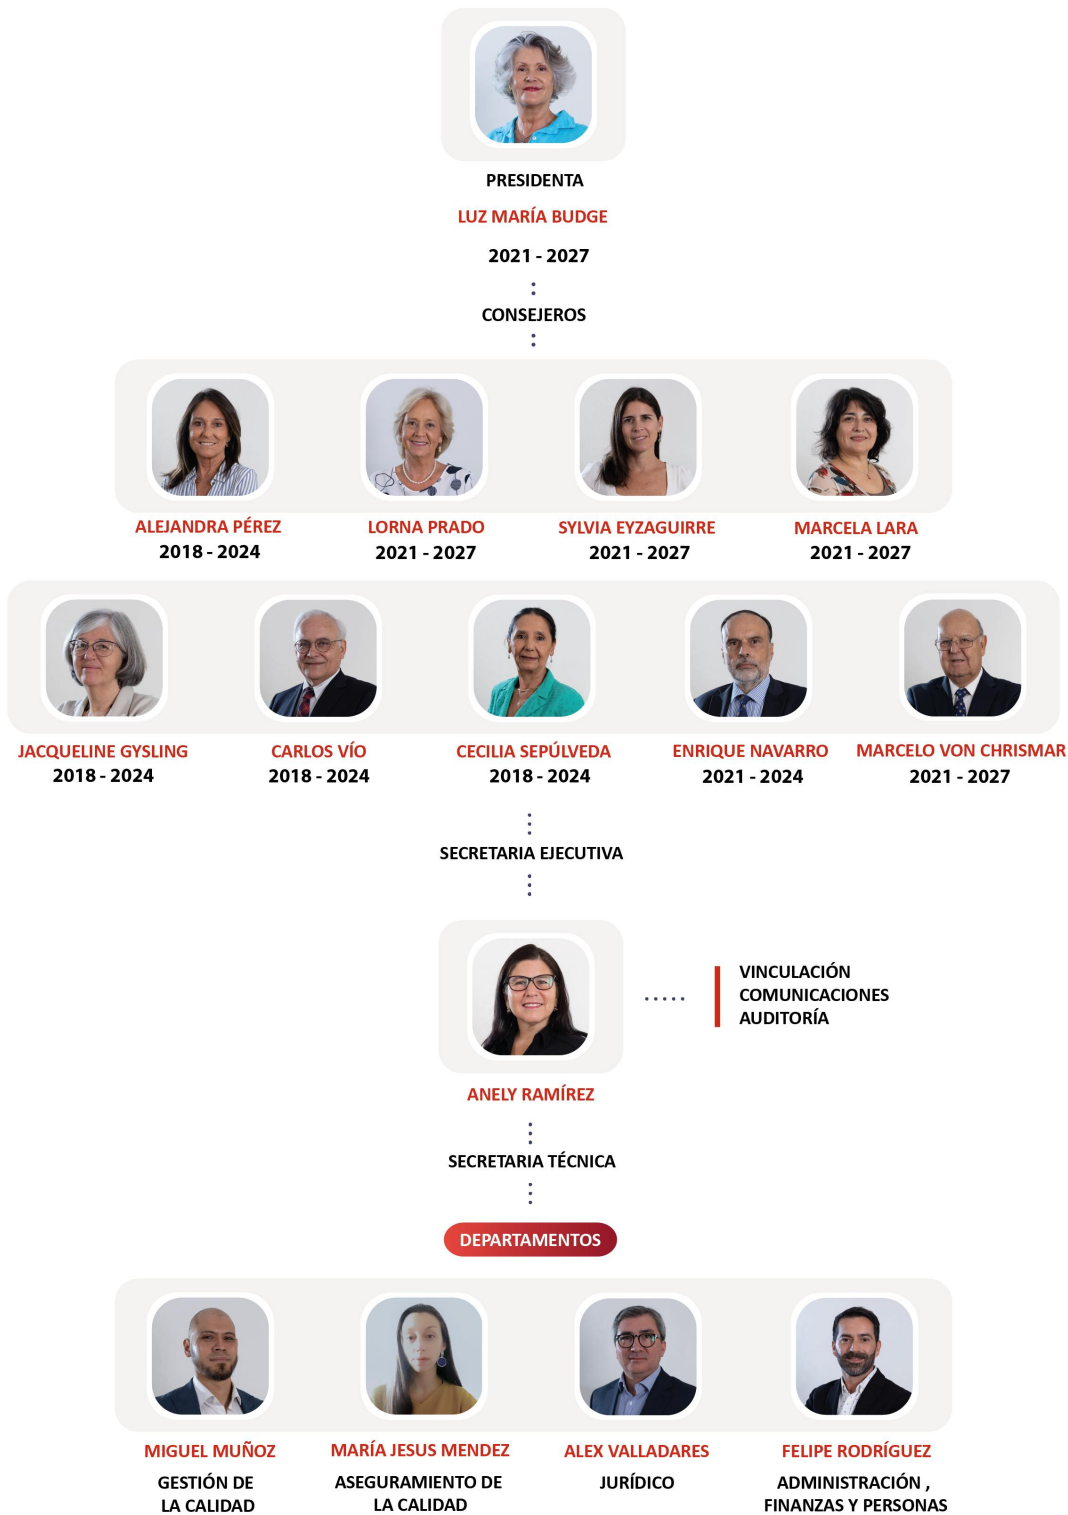 PRESIDENTA
LUZ MARÍA BUDGE
2021 - 2027
CONSEJEROS
ALEJANDRA PÉREZ
2018 - 2024
LORNA PRADO
2021 - 2027
SYLVIA EYZAGUIRRE
2021 - 2027
MARCELA LARA
2021 - 2027
JACQUELINE GYSLING
2018 - 2024
CARLOS VÍO
2018 - 2024
CECILIA SEPÚLVEDA
2018 - 2024
ENRIQUE NAVARRO
2021 - 2024
MARCELO VON CHRISMAR
2021 - 2027
SECRETARIA EJECUTIVA
VINCULACIÓN
COMUNICACIONES
AUDITORÍA
ANELY RAMÍREZ
SECRETARIA TÉCNICA
DEPARTAMENTOS
MIGUEL MUÑOZ
GESTIÓN DE
LA CALIDAD
MARÍA JESUS MENDEZ
ASEGURAMIENTO DE
LA CALIDAD
ALEX VALLADARES
JURÍDICO
FELIPE RODRÍGUEZ
ADMINISTRACIÓN ,
FINANZAS Y PERSONAS